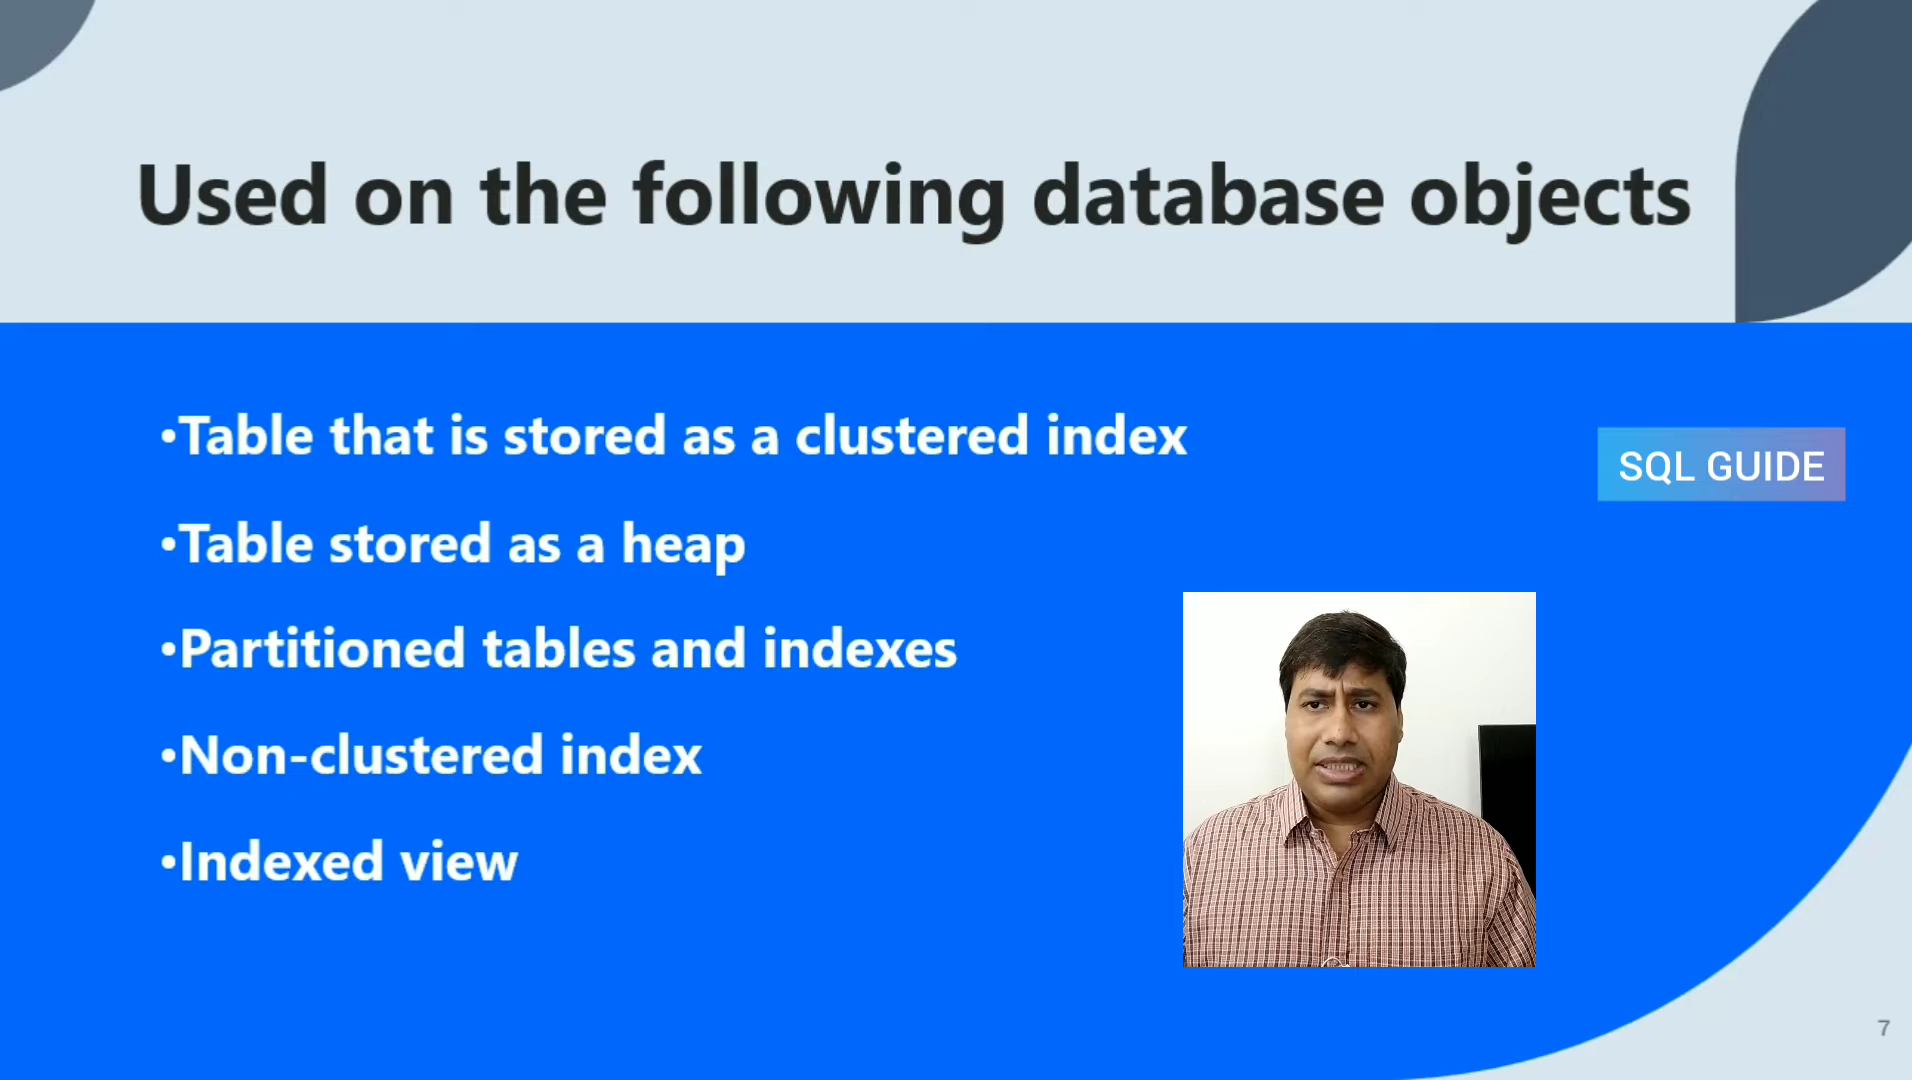 Used on the following database objects
•Table that is stored as a clustered index
SQL GUIDE
•Table stored as a heap
•Partitioned tables and indexes
•Non-clustered index
•Indexed view
7